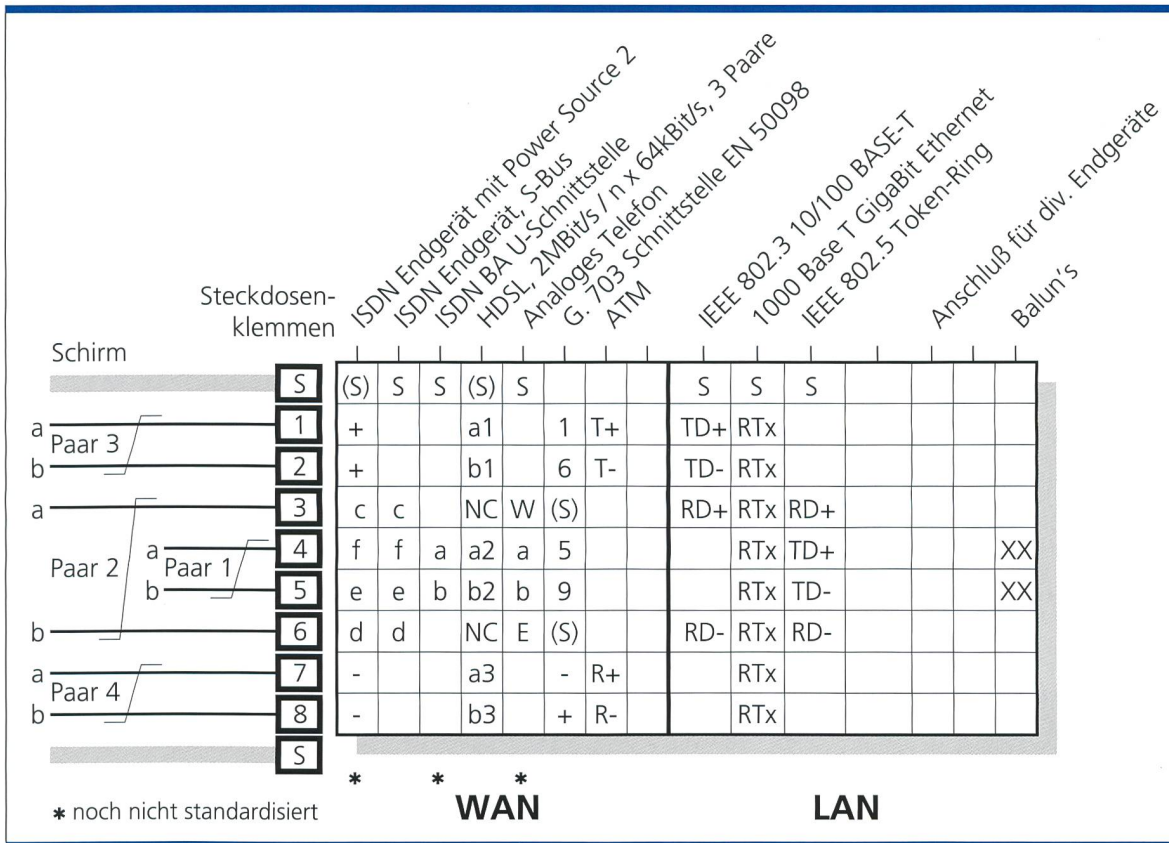 ISDN Endgerät mit Power Source 2
ISDN Endgerät, S-Bus
ISDN BA U-Schnittstelle
HDSL, 2MBit/s / n x 64kBit/s, 3 Paare
Analoges Telefon
G. 703 Schnittstelle EN 50098
ATM
IEEE 802.3 10/100 BASE-T
1000 Base T GigaBit Ethernet
IEEE 802.5 Token-Ring
Anschluß für div. Endgeräte
Balun's
Steckdosen-
klemmen
Schirm
S (S) S S (S) S S S S
a 1 + a1 1 T+ TD+ RTx
Paar 3
b 2 + b1 6 T- TD- RTx
a 3 c c NC W (S) RD+ RTx RD+
a 4 f f a a2 a 5 RTx TD+ XX
Paar 2 Paar 1
b 5 e e b b2 b 9 RTx TD- XX
b 6 d d NC E (S) RD- RTx RD-
a 7 - a3 - R+ RTx
Paar 4
b 8 - b3 + R- RTx
S
* * *
* noch nicht standardisiert
WAN
LAN